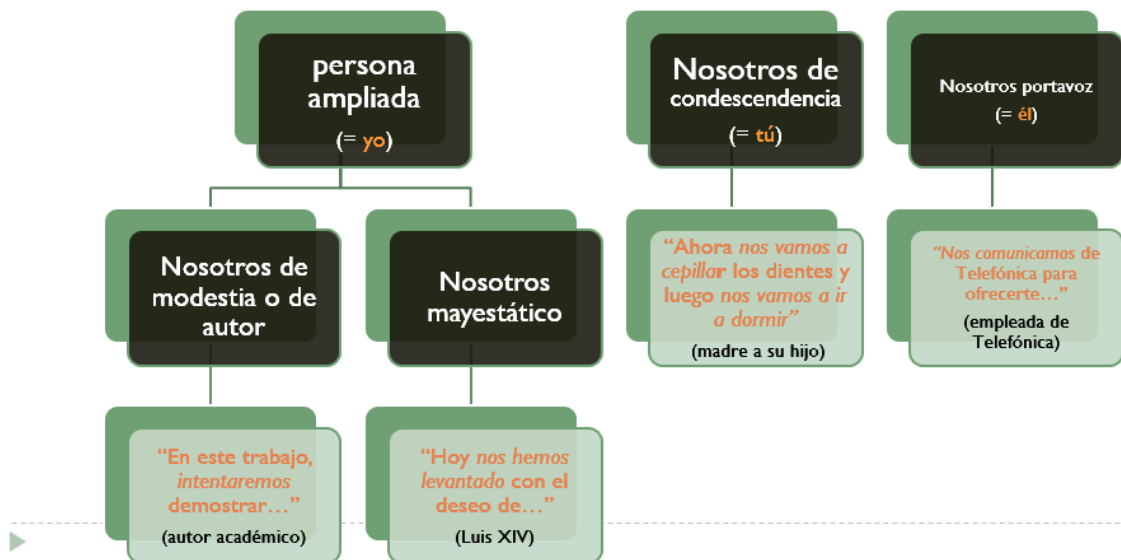 persona
ampliada
(= yo)
Nosotros de
modestia o de
autor
“En este trabajo,
intentaremos
demostrar…”
(autor académico)
Nosotros
mayestático
“Hoy nos hemos
levantado con el
deseo de…”
(Luis XIV)
Nosotros de
condescendencia
(= tú)
“Ahora nos vamos a
cepillar los dientes y
luego nos vamos a ir
a dormir”
(madre a su hijo)
Nosotros portavoz
(= él)
“Nos comunicamos de
Telefónica para
ofrecerte…”
(empleada de
Telefónica)